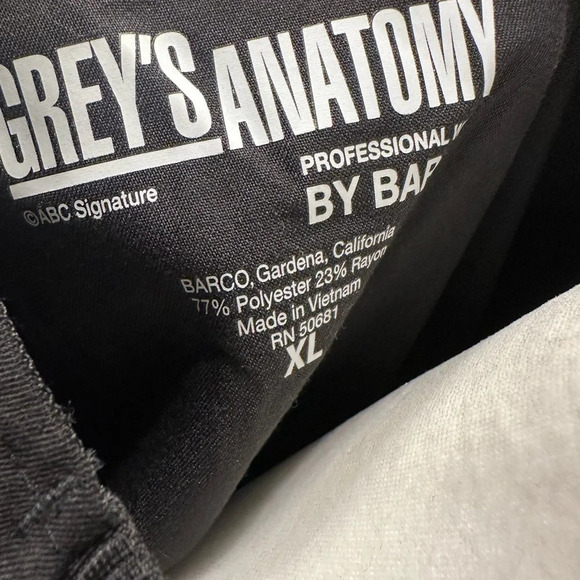 GREY'S ANATOMY
PROFESSIONAL
©ABC Signature
BY
BARCO, Gardena, California
77% Polyester 23% Rayon
Made in Vietnam
RN 50681
XL